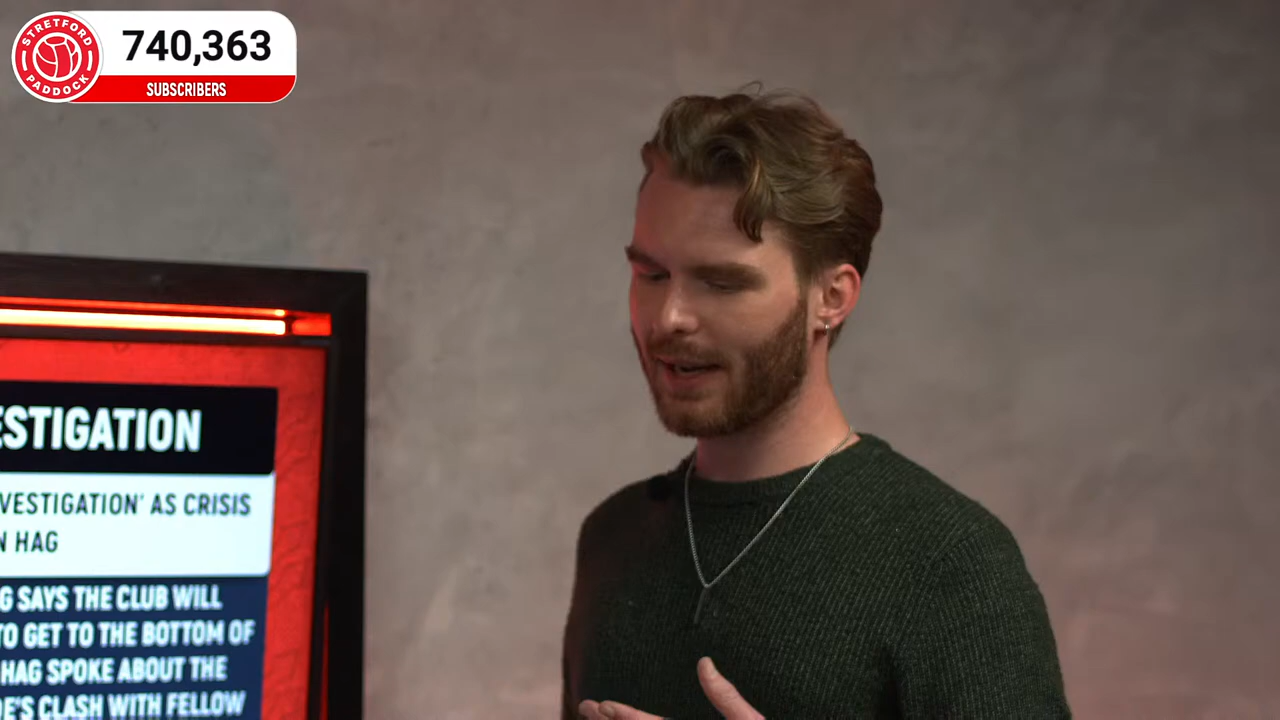 STRETFORD
PADDOCK
740,363
SUBSCRIBERS
ESTIGATION
VESTIGATION' AS CRISIS
N HAG
G SAYS THE CLUB WILL
TO GET TO THE BOTTOM OF
HAG SPOKE ABOUT THE
DE'S CLASH WITH FELLOW